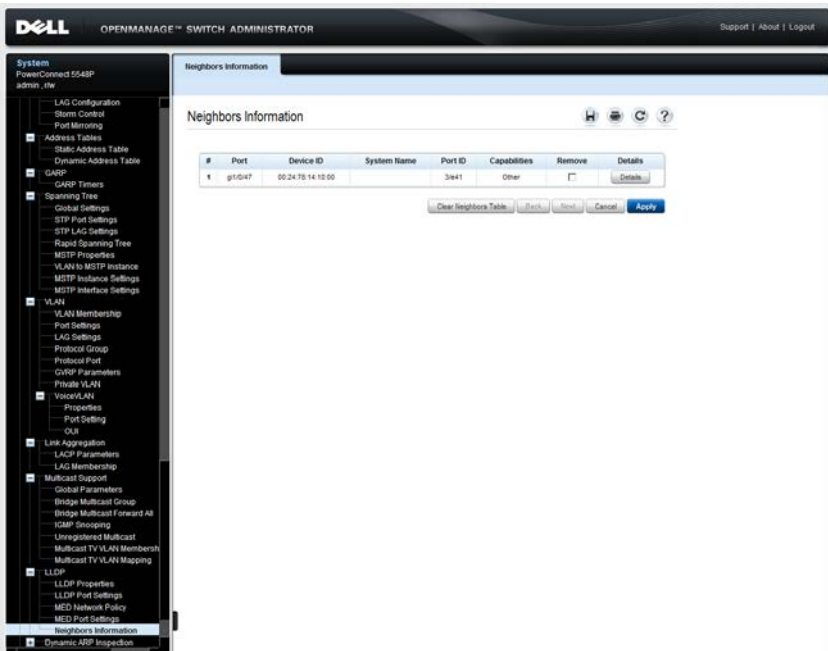 DELL
OPENMANAGE™ SWITCH ADMINISTRATOR
Support | About | Logout
System
PowerConnect 5548P
admin , r/w
LAG Configuration
Storm Control
Port Mirroring
Address Tables
Static Address Table
Dynamic Address Table
GARP
GARP Timers
Spanning Tree
Global Settings
STP Port Settings
STP LAG Settings
Rapid Spanning Tree
MSTP Properties
VLAN to MSTP Instance
MSTP Instance Settings
MSTP Interface Settings
VLAN
VLAN Membership
Port Settings
LAG Settings
Protocol Group
Protocol Port
GVRP Parameters
Private VLAN
VoiceVLAN
Properties
Port Setting
OUI
Link Aggregation
LACP Parameters
LAG Membership
Multicast Support
Global Parameters
Bridge Multicast Group
Bridge Multicast Forward All
IGMP Snooping
Unregistered Multicast
Multicast TV VLAN Membersh
Multicast TV VLAN Mapping
LLDP
LLDP Properties
LLDP Port Settings
MED Network Policy
MED Port Settings
Neighbors Information
Dynamic ARP Inspection
Neighbors Information
Neighbors Information
# Port Device ID System Name Port ID Capabilities Remove Details
1 gi1/0/47 00:24:78:14:10:00 3/e41 Other Details
Clear Neighbors Table Back Next Cancel Apply